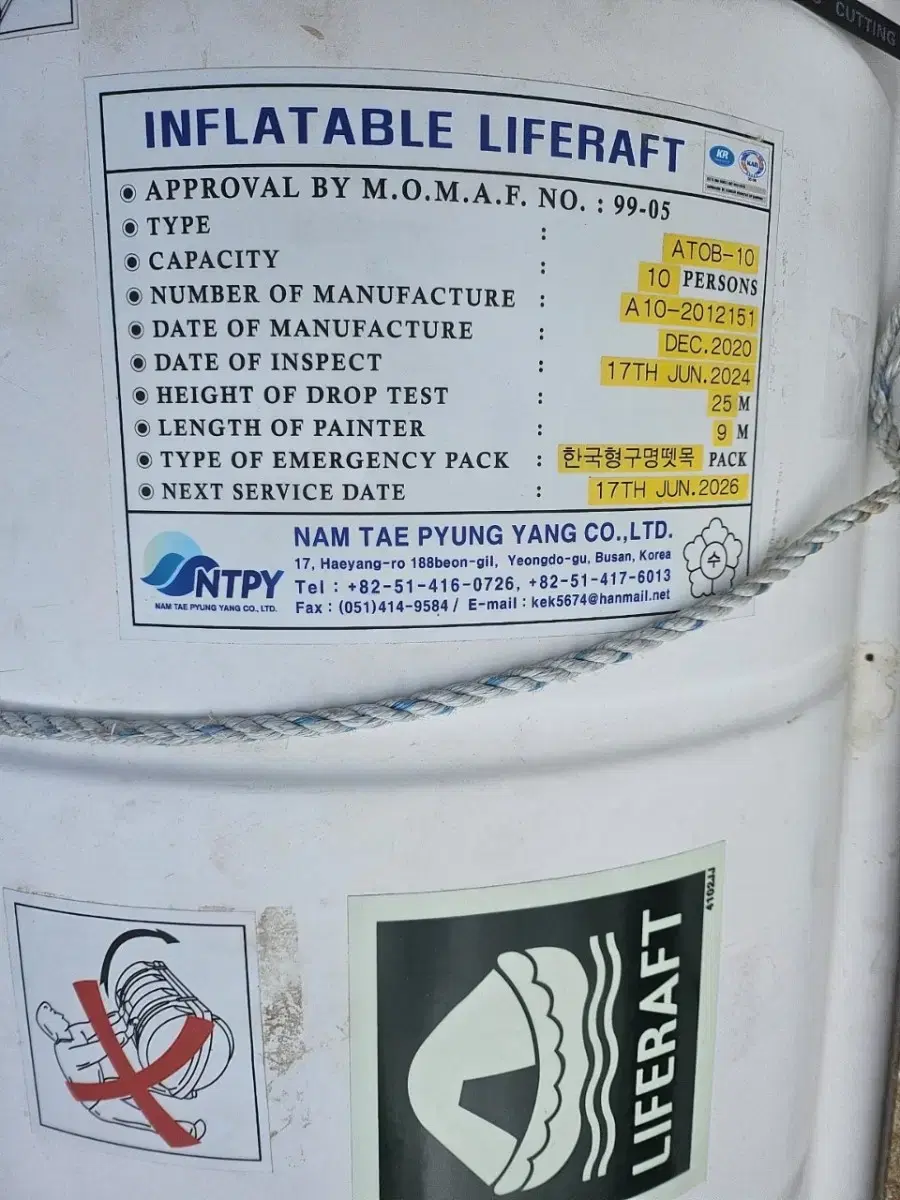 CUTTING
INFLATABLE LIFERAFT
KR
◉ APPROVAL BY M.O.M.A.F. NO. : 99-05
◉ TYPE : ATOB-10
◉ CAPACITY : 10 PERSONS
◉ NUMBER OF MANUFACTURE : A10-2012151
◉ DATE OF MANUFACTURE : DEC.2020
◉ DATE OF INSPECT : 17TH JUN.2024
◉ HEIGHT OF DROP TEST : 25 M
◉ LENGTH OF PAINTER : 9 M
◉ TYPE OF EMERGENCY PACK : 한국형구명뗏목 PACK
◉ NEXT SERVICE DATE : 17TH JUN.2026
NTPY
NAM TAE PYUNG YANG CO., LTD.
NAM TAE PYUNG YANG CO.,LTD.
17, Haeyang-ro 188beon-gil, Yeongdo-gu, Busan, Korea
Tel : +82-51-416-0726, +82-51-417-6013
Fax : (051)414-9584 / E-mail : kek5674@hanmail.net
수
LIFERAFT
4102JJ